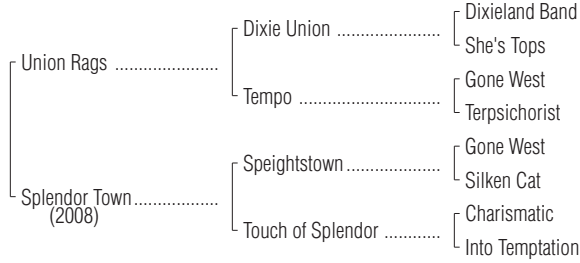 Dixieland Band
Dixie Union ..................
She's Tops
Union Rags ..................
Gone West
Tempo ........................
Terpsichorist
Gone West
Speightstown................
Silken Cat
Splendor Town...............
(2008)
Charismatic
Touch of Splendor ..........
Into Temptation